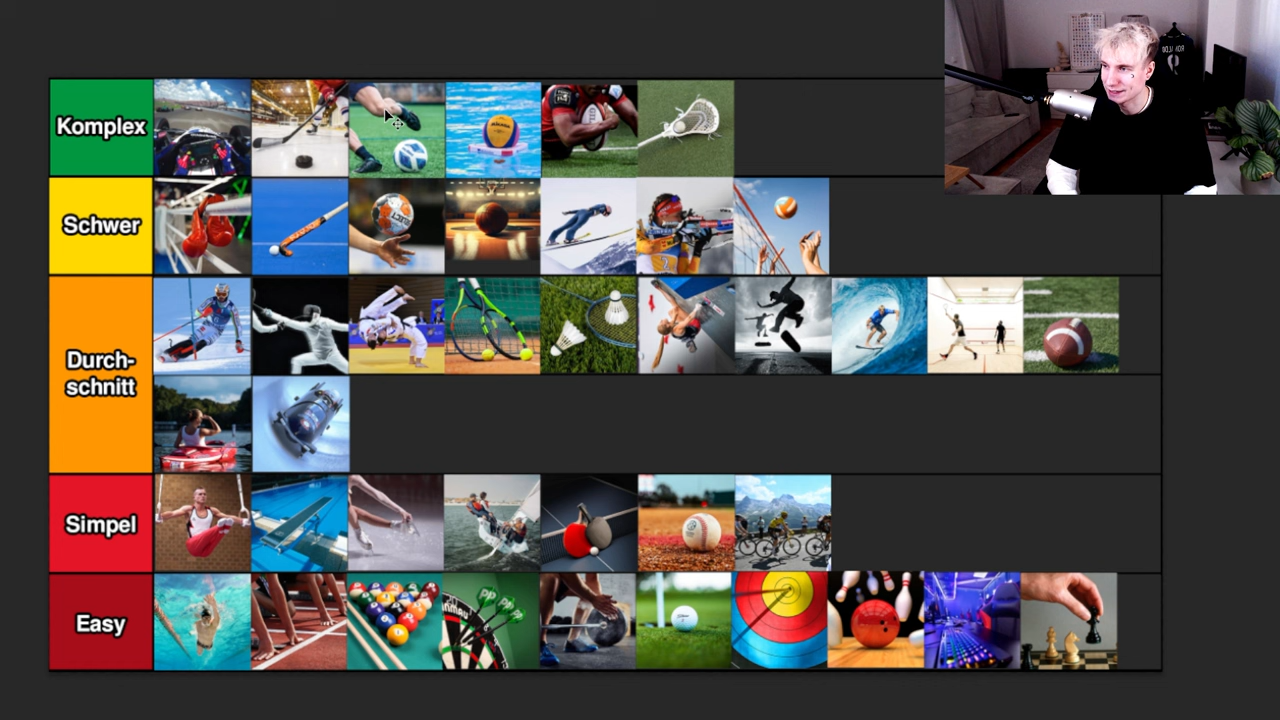 Komplex
Schwer
Durch-
schnitt
Simpel
Easy